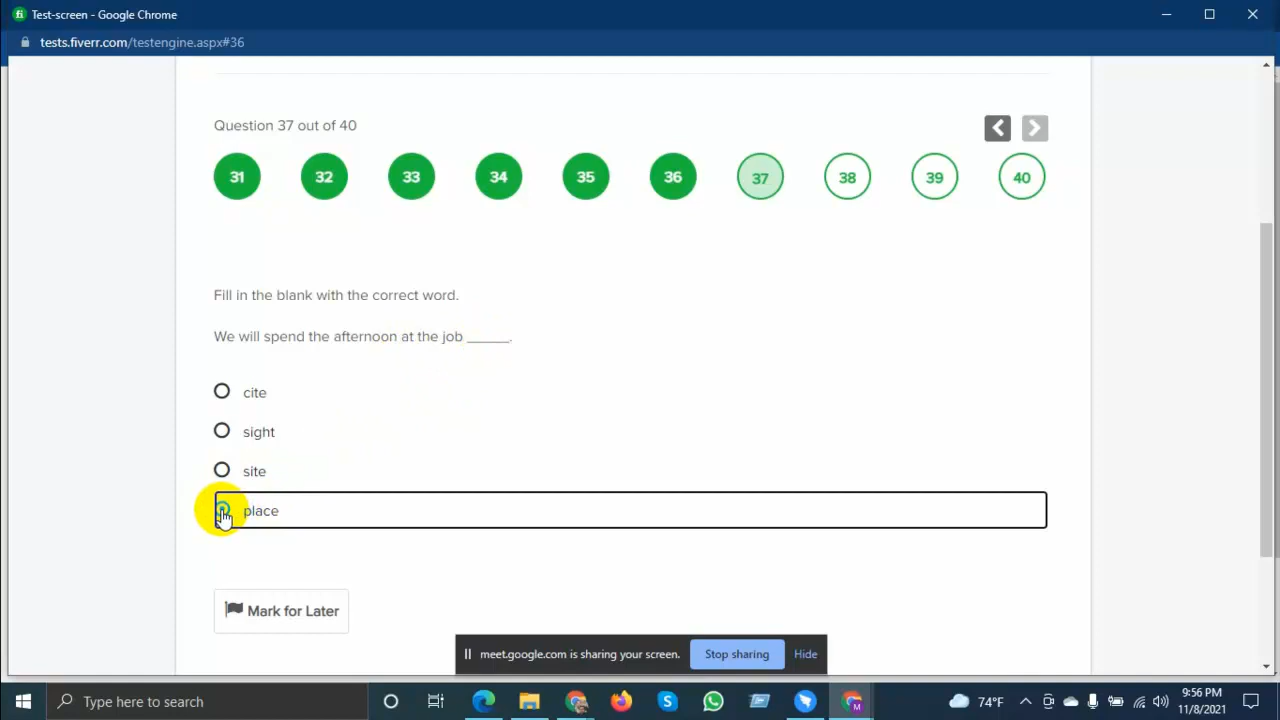 fi Test-screen - Google Chrome
tests.fiverr.com/testengine.aspx#36
Question 37 out of 40
31 32 33 34 35 36 37 38 39 40
Fill in the blank with the correct word.
We will spend the afternoon at the job _____.
cite
sight
site
place
Mark for Later
meet.google.com is sharing your screen. Stop sharing Hide
Type here to search
M
74°F
9:56 PM
11/8/2021